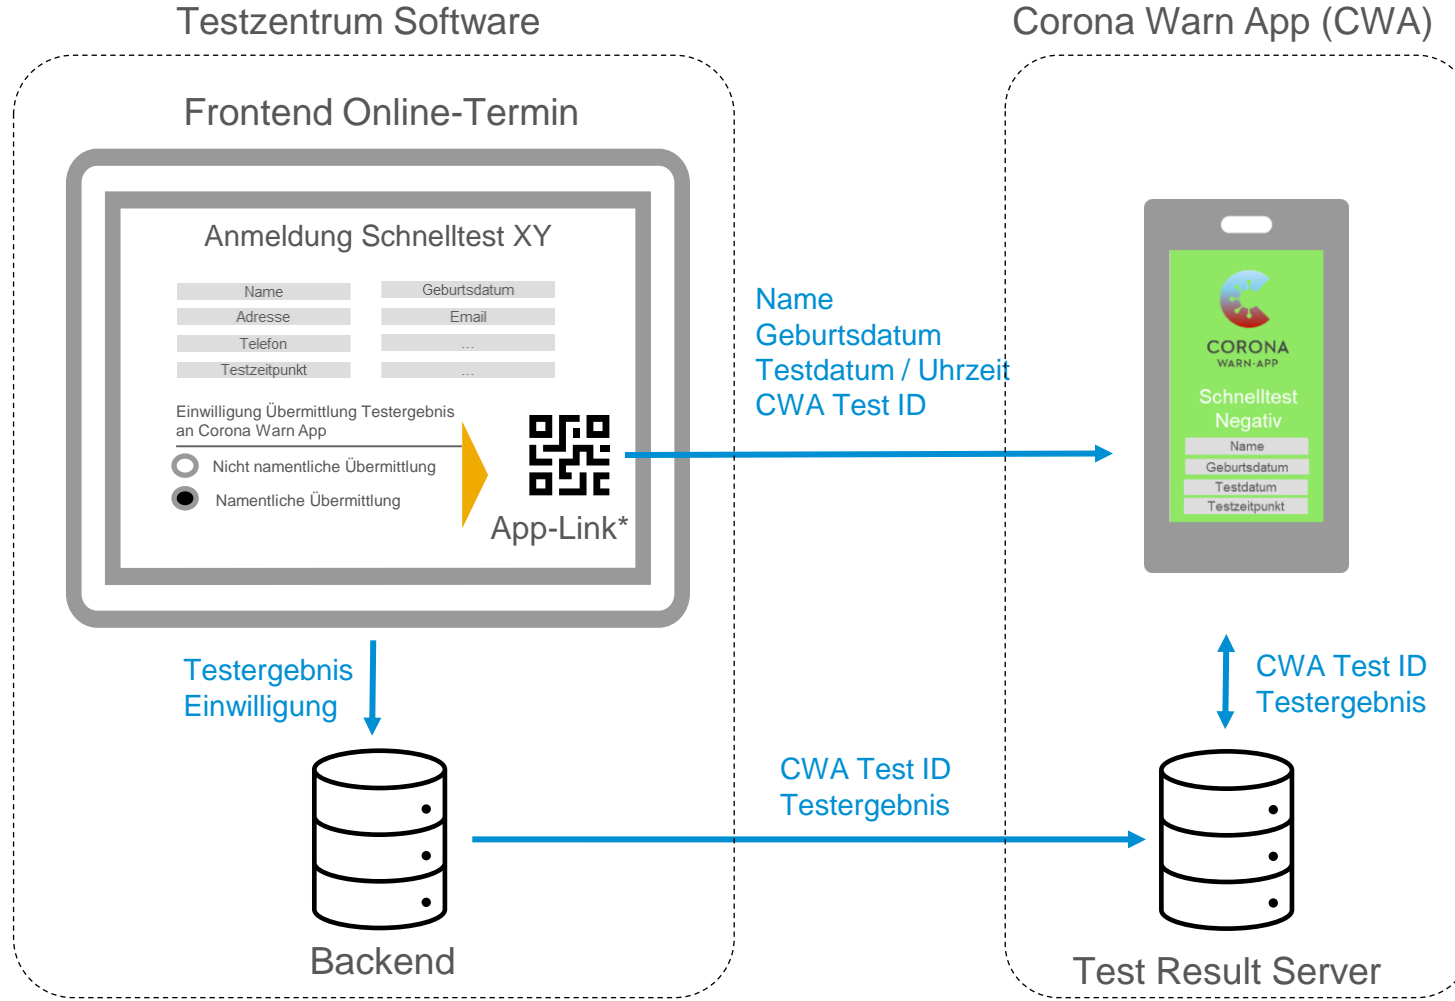 Testzentrum Software
Corona Warn App (CWA)
Frontend Online-Termin
Anmeldung Schnelltest XY
Name
Geburtsdatum
Adresse
Email
Telefon
...
Testzeitpunkt
...
Einwilligung Übermittlung Testergebnis
an Corona Warn App
Nicht namentliche Übermittlung
Namentliche Übermittlung
App-Link*
Name
Geburtsdatum
Testdatum / Uhrzeit
CWA Test ID
CORONA
WARN-APP
Schnelltest
Negativ
Name
Geburtsdatum
Testdatum
Testzeitpunkt
Testergebnis
Einwilligung
CWA Test ID
Testergebnis
CWA Test ID
Testergebnis
Backend
Test Result Server